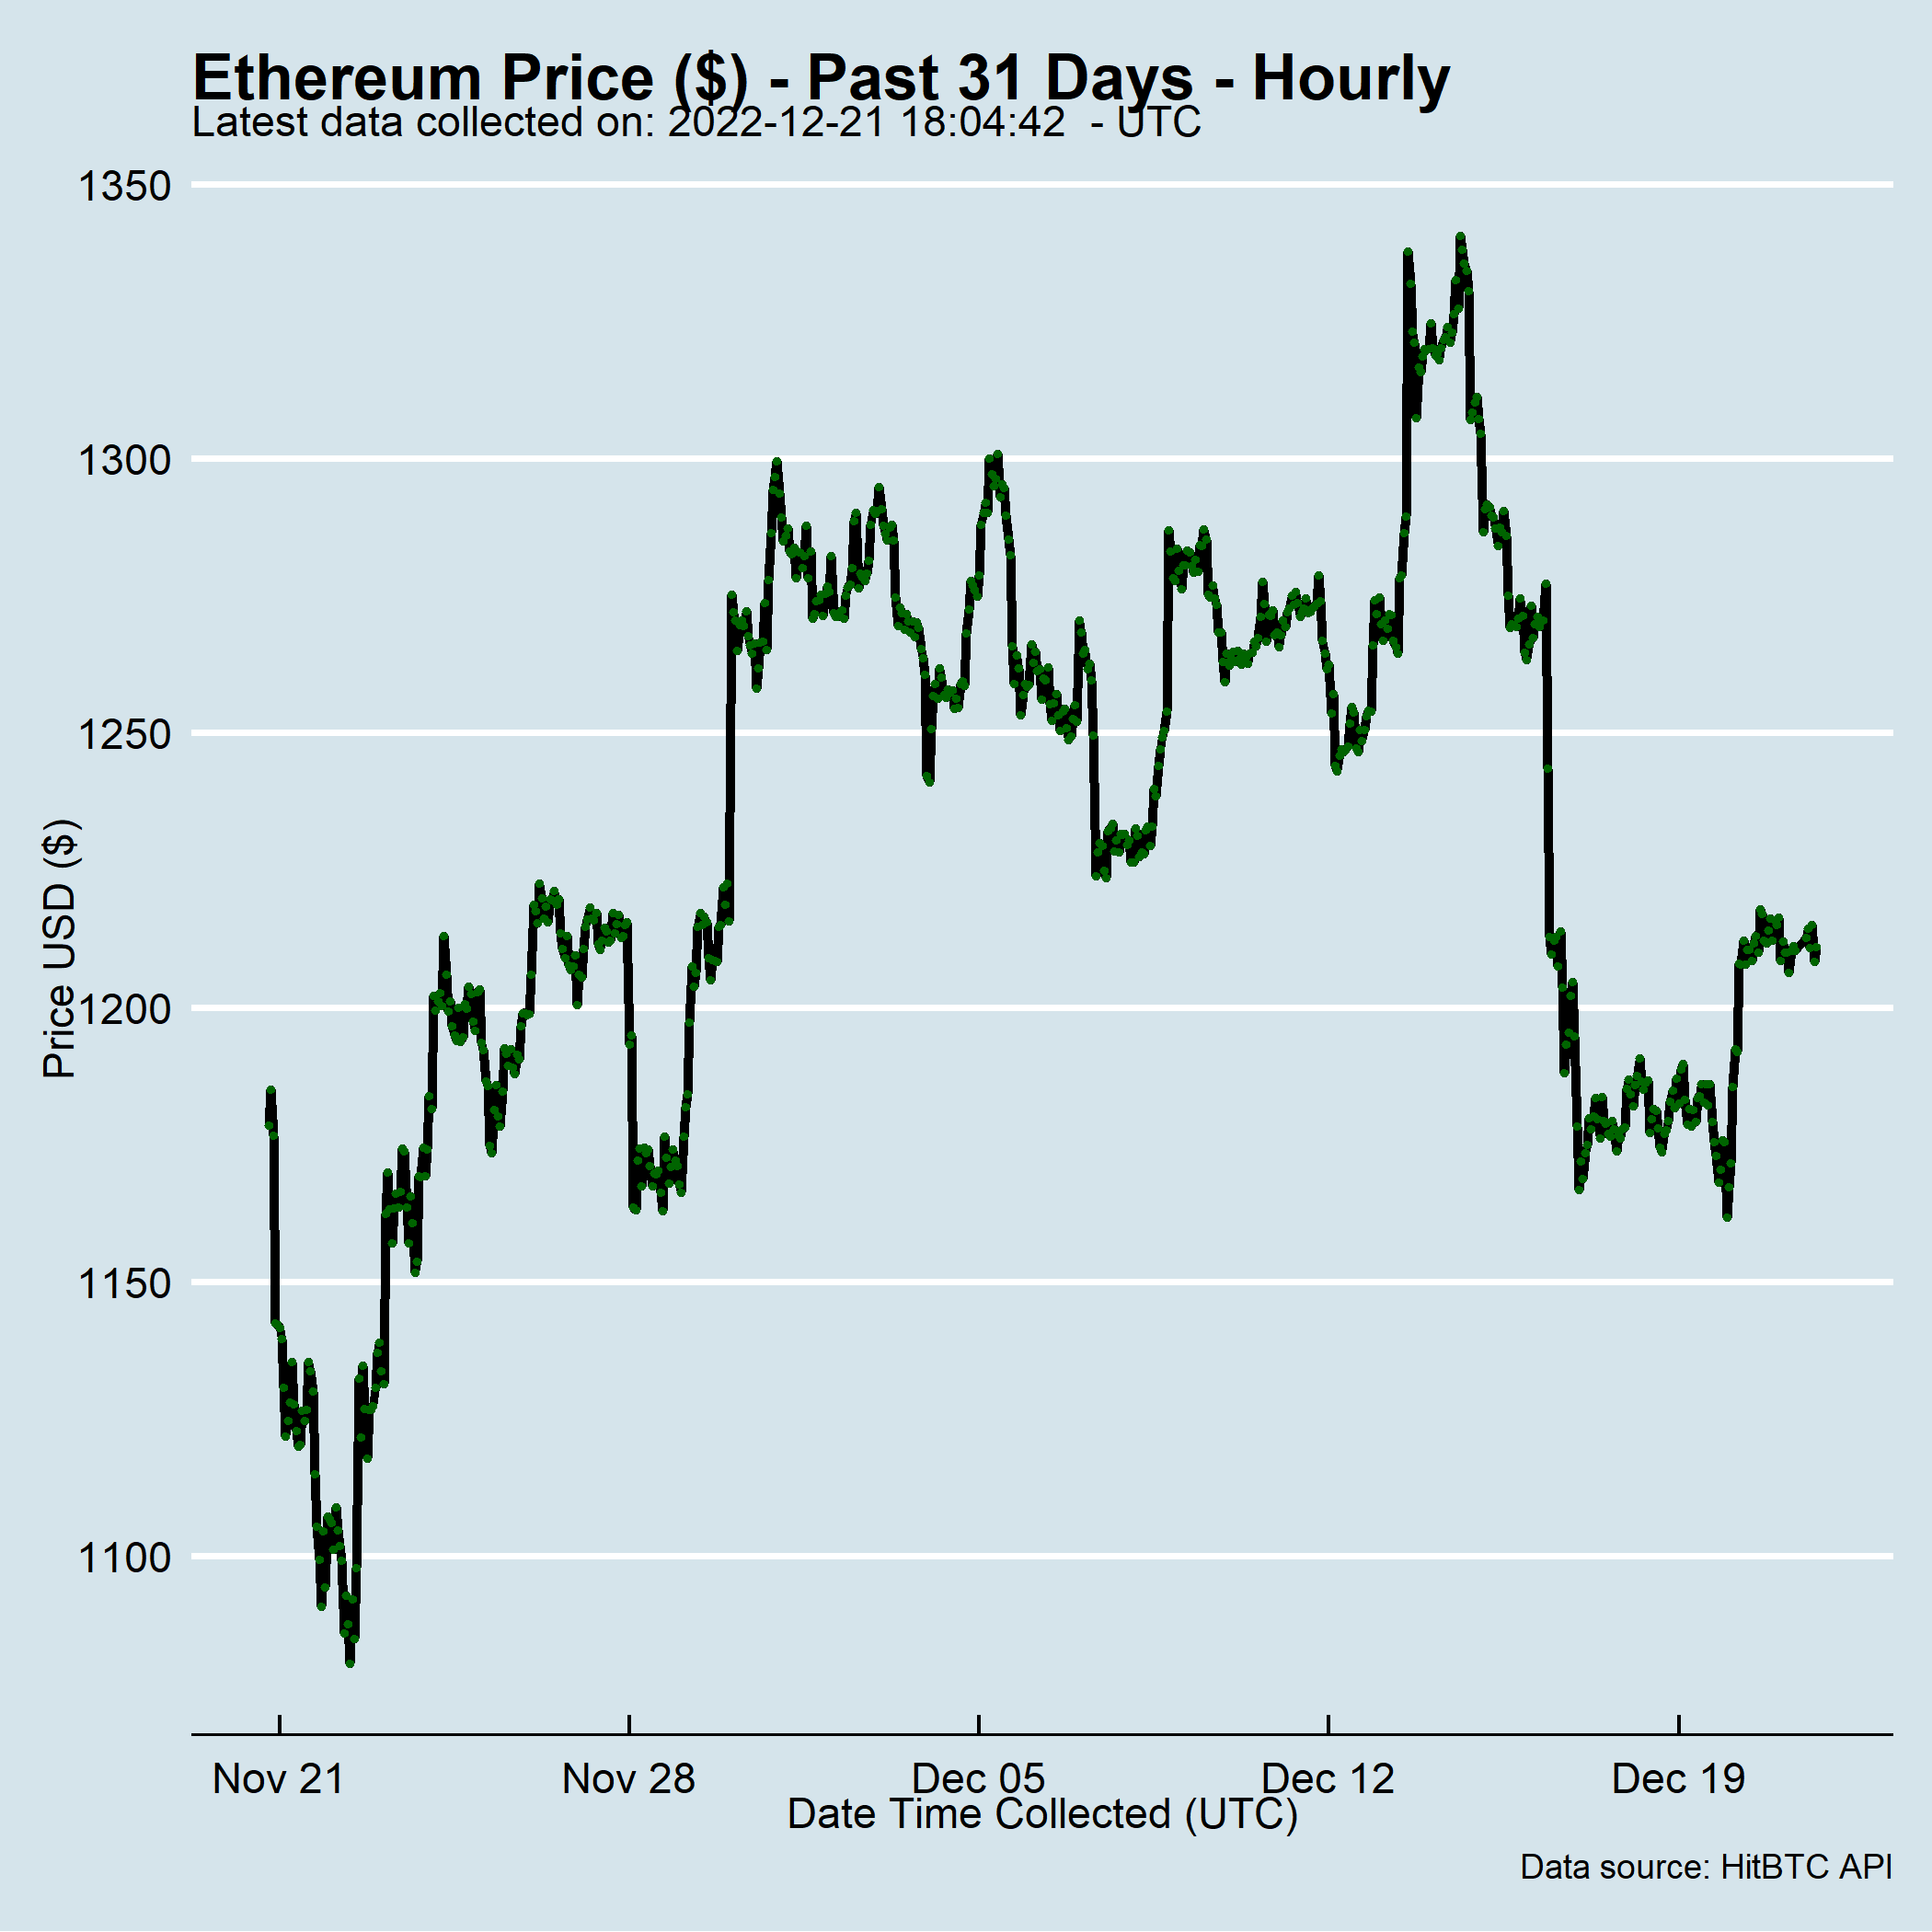 Ethereum Price ($) - Past 31 Days - Hourly
Latest data collected on: 2022-12-21 18:04:42  - UTC
1350
1300
1250
1200
1150
1100
Price USD ($)
Nov 21
Nov 28
Dec 05
Dec 12
Dec 19
Date Time Collected (UTC)
Data source: HitBTC API